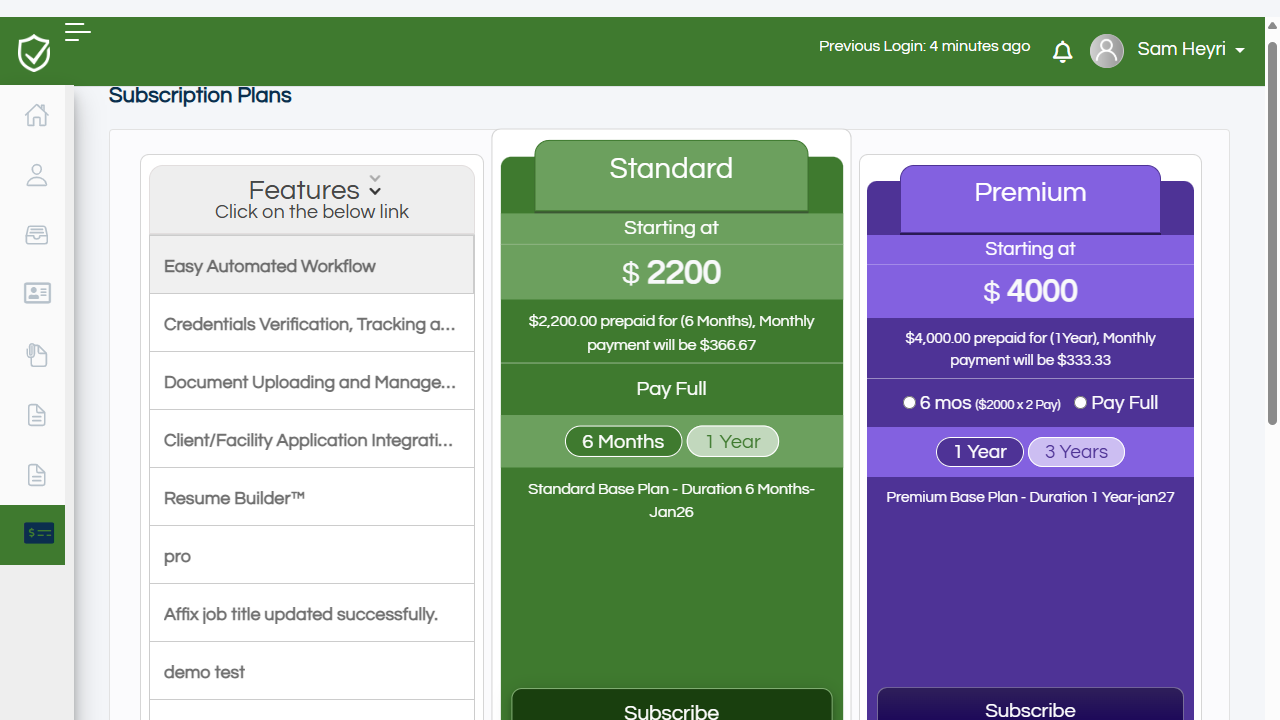 Previous Login: 4 minutes ago
Sam Heyri
Subscription Plans
Features
Click on the below link
Easy Automated Workflow
Credentials Verification, Tracking a...
Document Uploading and Manage...
Client/Facility Application Integrati...
Resume Builder™
pro
Affix job title updated successfully.
demo test
Standard
Starting at
$ 2200
$2,200.00 prepaid for (6 Months), Monthly
payment will be $366.67
Pay Full
6 Months 1 Year
Standard Base Plan - Duration 6 Months-
Jan26
Subscribe
Premium
Starting at
$ 4000
$4,000.00 prepaid for (1Year), Monthly
payment will be $333.33
6 mos ($2000 x 2 Pay) Pay Full
1 Year 3 Years
Premium Base Plan - Duration 1 Year-jan27
Subscribe